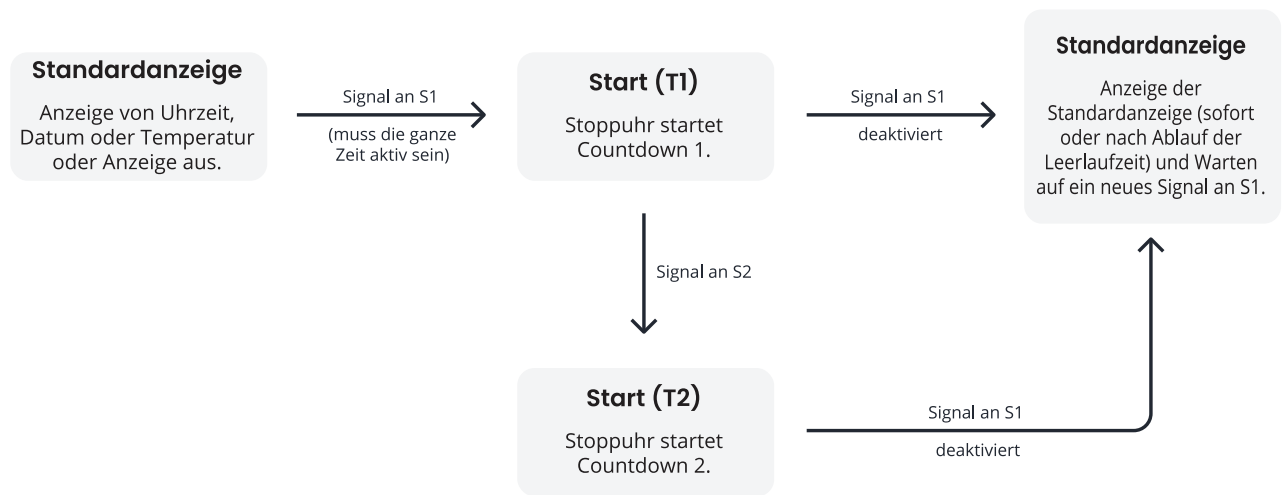 Standardanzeige
Anzeige von Uhrzeit,
Datum oder Temperatur
oder Anzeige aus.
Signal an S1
(muss die ganze
Zeit aktiv sein)
Start (T1)
Stoppuhr startet
Countdown 1.
Signal an S1
deaktiviert
Standardanzeige
Anzeige der
Standardanzeige (sofort
oder nach Ablauf der
Leerlaufzeit) und Warten
auf ein neues Signal an S1.
Signal an S2
Start (T2)
Stoppuhr startet
Countdown 2.
Signal an S1
deaktiviert